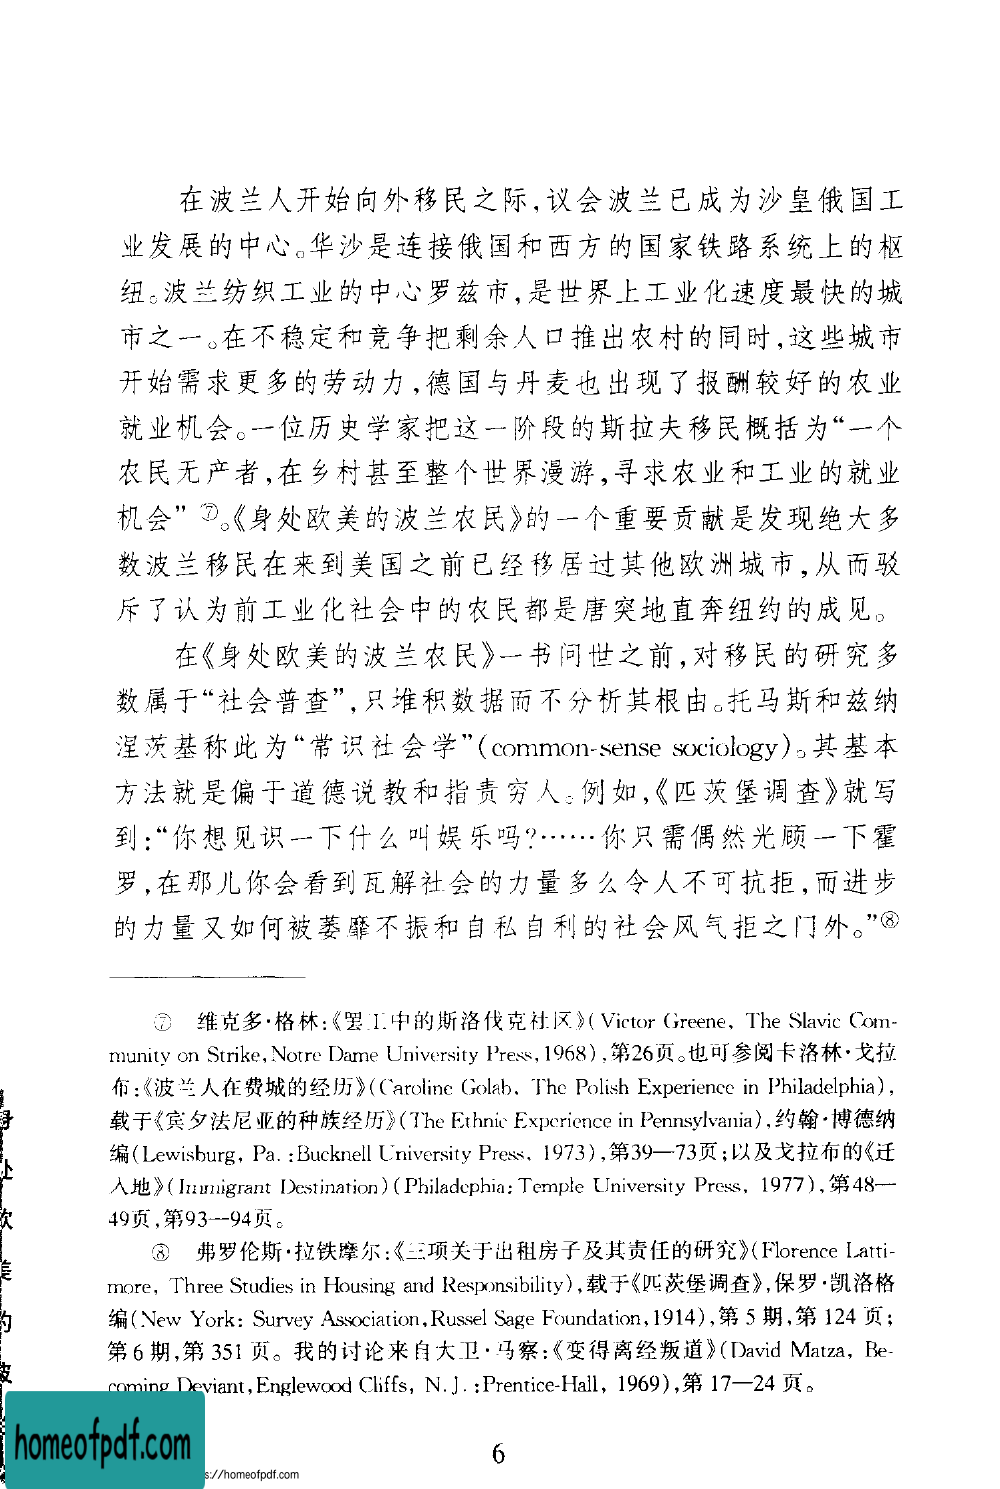 在波兰人开始向外移民之际,议会波兰已成为沙皇俄国工
业发展的中心。华沙是连接俄国和西方的国家铁路系统上的枢
纽。波兰纺织工业的中心罗兹市,是世界上工业化速度最快的城
市之一。在不稳定和竞争把剩余人口推出农村的同时,这些城市
开始需求更多的劳动力,德国与丹麦也出现了报酬较好的农业
就业机会。一位历史学家把这一阶段的斯拉夫移民概括为“一个
农民无产者,在乡村甚至整个世界漫游,寻求农业和工业的就业
机会”⑦。《身处欧美的波兰农民》的一个重要贡献是发现绝大多
数波兰移民在来到美国之前已经移居过其他欧洲城市,从而驳
斥了认为前工业化社会中的农民都是唐突地直奔纽约的成见。
在《身处欧美的波兰农民》一书问世之前,对移民的研究多
数属于“社会普查”,只堆积数据而不分析其根由。托马斯和兹纳
涅茨基称此为“常识社会学”(common-sense sociology)。其基本
方法就是偏于道德说教和指责穷人。例如,《匹茨堡调查》就写
到:“你想见识一下什么叫娱乐吗?……你只需偶然光顾一下霍
罗,在那儿你会看到瓦解社会的力量多么令人不可抗拒,而进步
的力量又如何被萎靡不振和自私自利的社会风气拒之门外。”⑧
⑦ 维克多·格林:《罢工中的斯洛伐克社区》(Victor Greene, The Slavic Com-
munity on Strike,Notre Dame University Press,1968),第26页。也可参阅卡洛林·戈拉
布:《波兰人在费城的经历》(Caroline Golab, The Polish Experience in Philadelphia),
载于《宾夕法尼亚的种族经历》(The Ethnic Experience in Pennsylvania),约翰·博德纳
编(Lewisburg, Pa.:Bucknell University Press, 1973),第39—73页;以及戈拉布的《迁
入地》(Immigrant Destination)(Philadephia:Temple University Press, 1977),第48—
49页,第93—94页。
⑧ 弗罗伦斯·拉铁摩尔:《三项关于出租房子及其责任的研究》(Florence Latti-
more, Three Studies in Housing and Responsibility),载于《匹茨堡调查》,保罗·凯洛格
编(New York: Survey Association,Russel Sage Foundation,1914),第5期,第124页;
第6期,第351页。我的讨论来自大卫·马察:《变得离经叛道》(David Matza, Be-
coming Deviant,Englewood Cliffs, N.J.:Prentice-Hall, 1969),第17—24页。
6
homeofpdf.com
s://homeofpdf.com